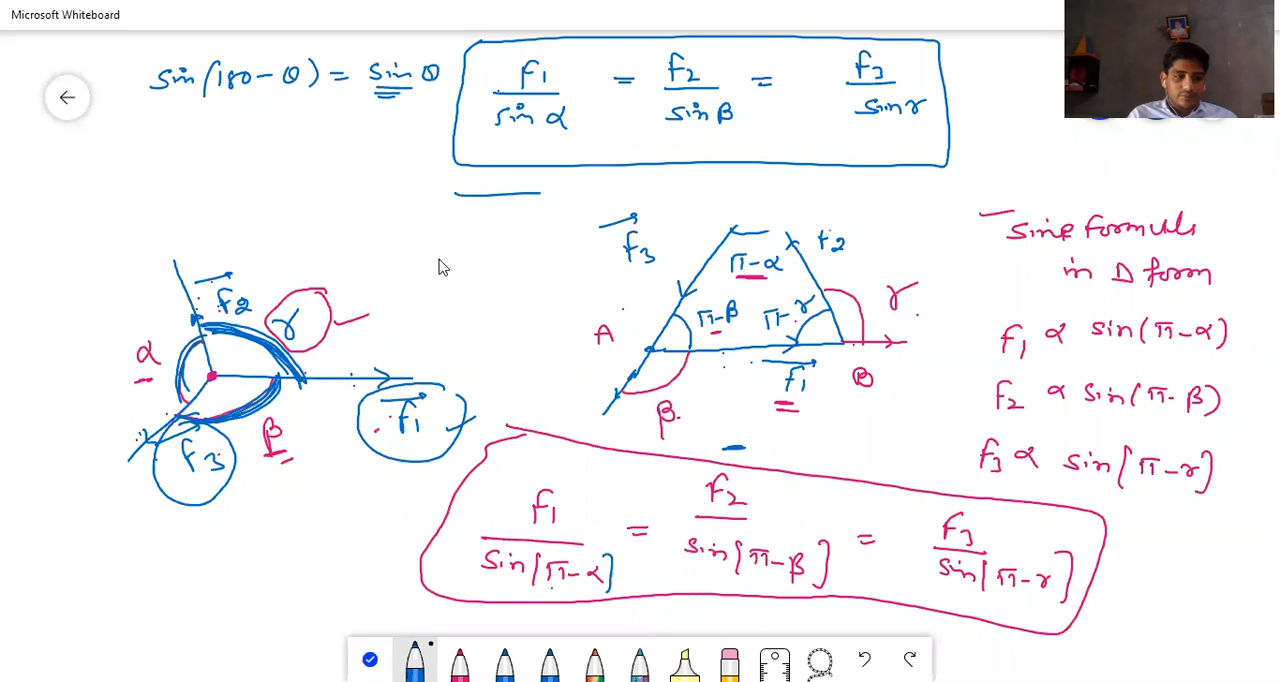 Microsoft Whiteboard
sin(180-θ) = sin θ
F1/sin α = F2/sin β = F3/sin γ
F3
π-α
F2
sine formula
in Δ form
F2
γ
α
F3
β
F1
A
π-β
π-γ
γ
F1
B
β
F1 α sin(π-α)
F2 α sin(π-β)
F3 α sin(π-γ)
F1/sin(π-α) = F2/sin(π-β) = F3/sin(π-γ)